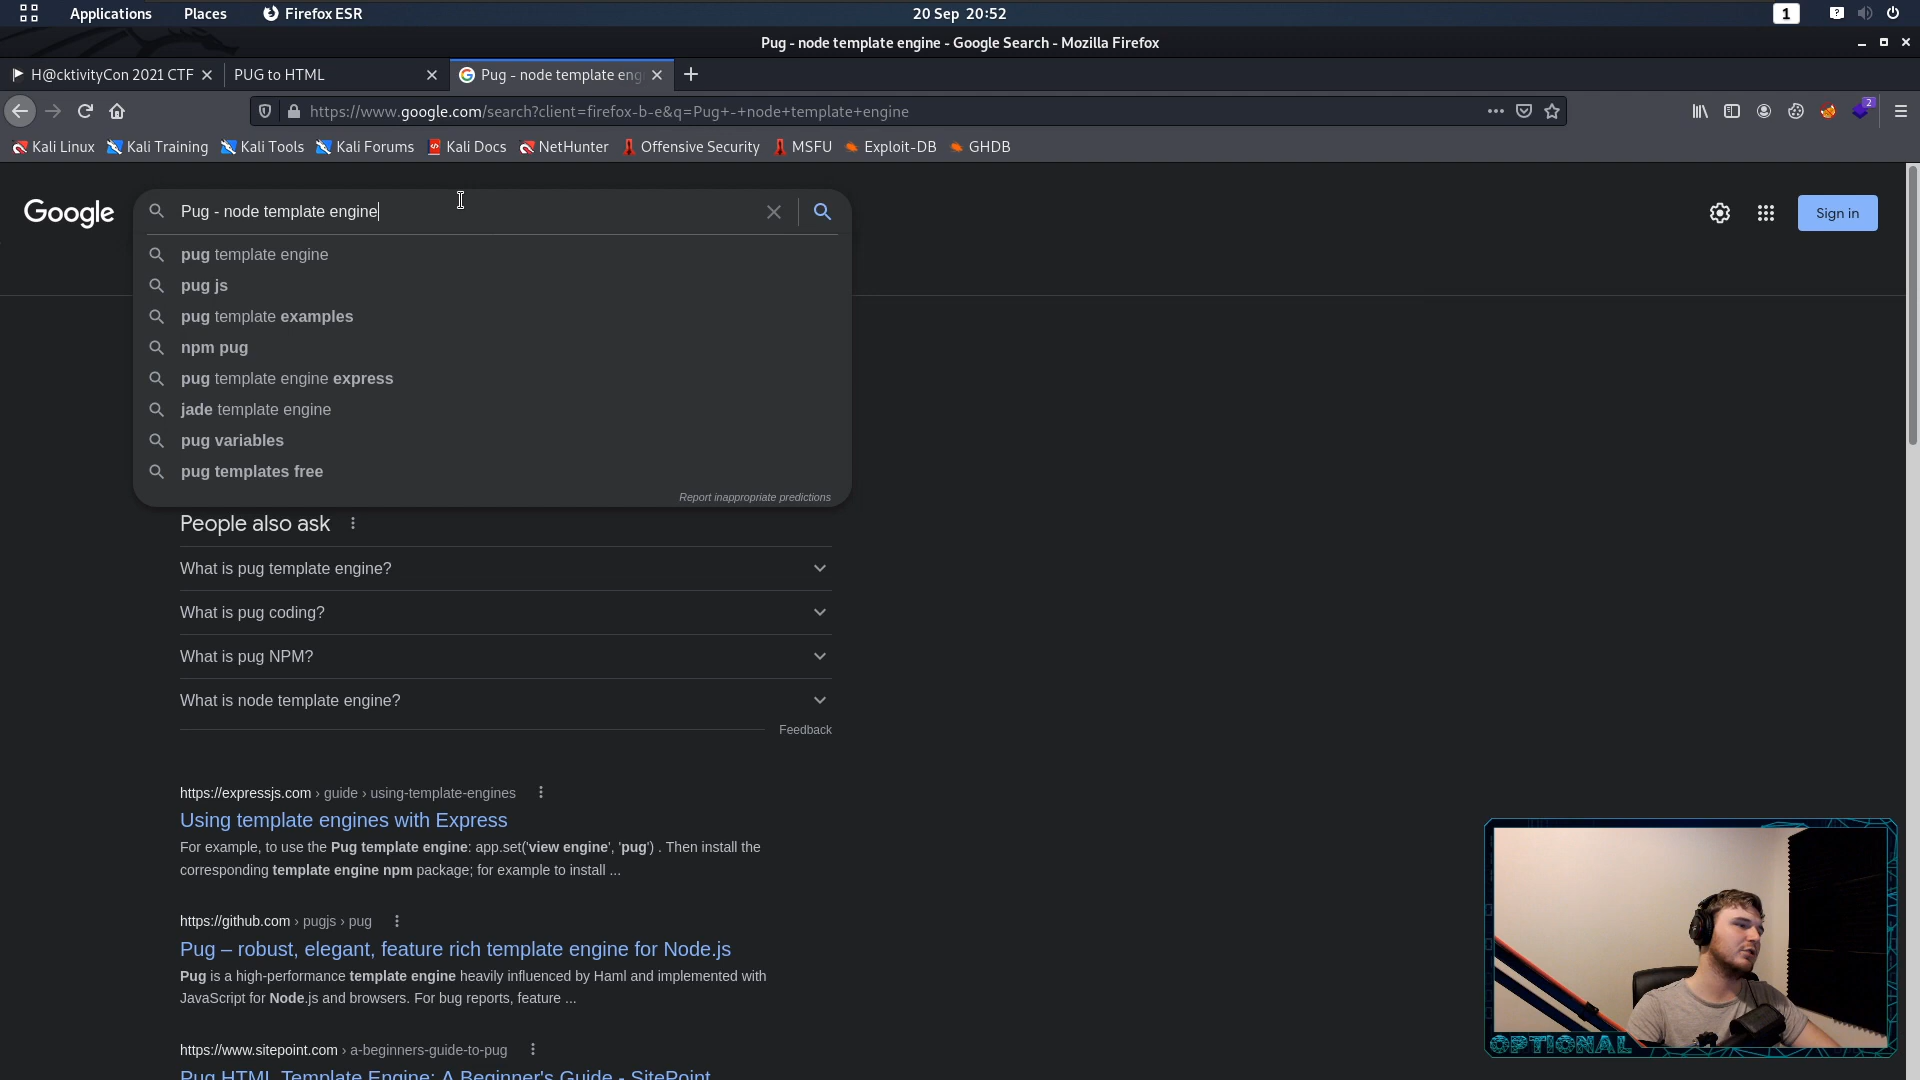 Applications Places Firefox ESR 20 Sep 20:52 1
Pug - node template engine - Google Search - Mozilla Firefox
H@cktivityCon 2021 CTF PUG to HTML Pug - node template eng
https://www.google.com/search?client=firefox-b-e&q=Pug+-+node+template+engine 2
Kali Linux Kali Training Kali Tools Kali Forums Kali Docs NetHunter Offensive Security MSFU Exploit-DB GHDB
Google Pug - node template engine Sign in
pug template engine
pug js
pug template examples
npm pug
pug template engine express
jade template engine
pug variables
pug templates free
Report inappropriate predictions
People also ask
What is pug template engine?
What is pug coding?
What is pug NPM?
What is node template engine?
Feedback
https://expressjs.com › guide › using-template-engines
Using template engines with Express
For example, to use the Pug template engine: app.set('view engine', 'pug') . Then install the
corresponding template engine npm package; for example to install ...
https://github.com › pugjs › pug
Pug – robust, elegant, feature rich template engine for Node.js
Pug is a high-performance template engine heavily influenced by Haml and implemented with
JavaScript for Node.js and browsers. For bug reports, feature ...
https://www.sitepoint.com › a-beginners-guide-to-pug
Pug HTML Template Engine: A Beginner's Guide - SitePoint
OPTIONAL